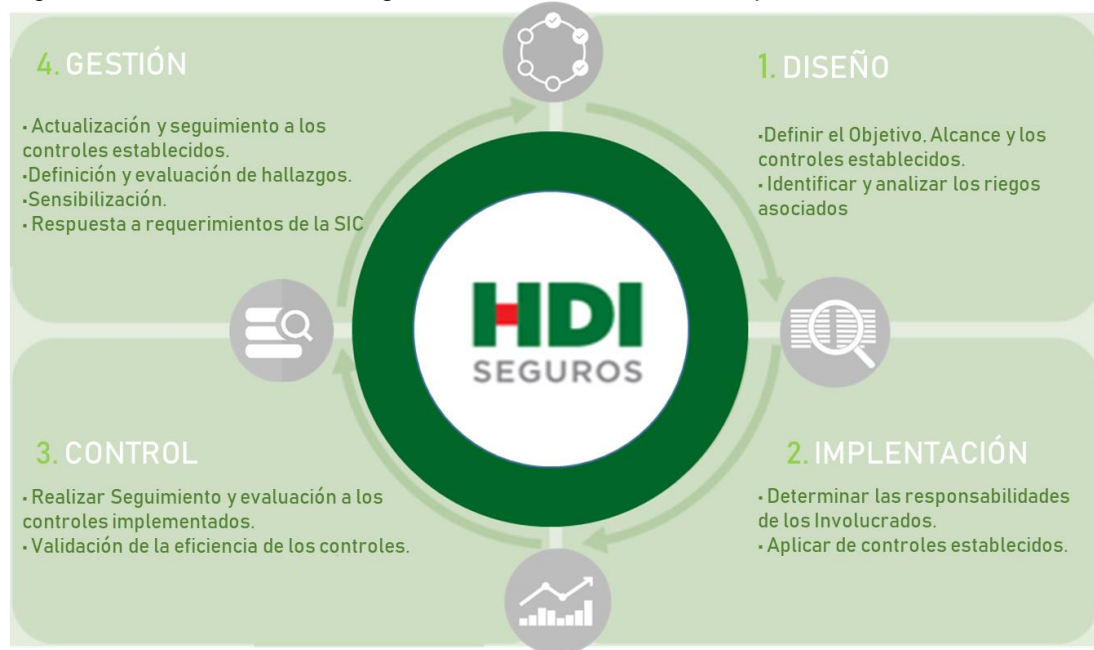 4. GESTIÓN
• Actualización y seguimiento a los
controles establecidos.
•Definición y evaluación de hallazgos.
•Sensibilización.
• Respuesta a requerimientos de la SIC
1. DISEÑO
•Definir el Objetivo, Alcance y los
controles establecidos.
• Identificar y analizar los riegos
asociados
HDI
SEGUROS
3. CONTROL
• Realizar Seguimiento y evaluación a los
controles implementados.
• Validación de la eficiencia de los controles.
2. IMPLENTACIÓN
• Determinar las responsabilidades
de los Involucrados.
• Aplicar de controles establecidos.